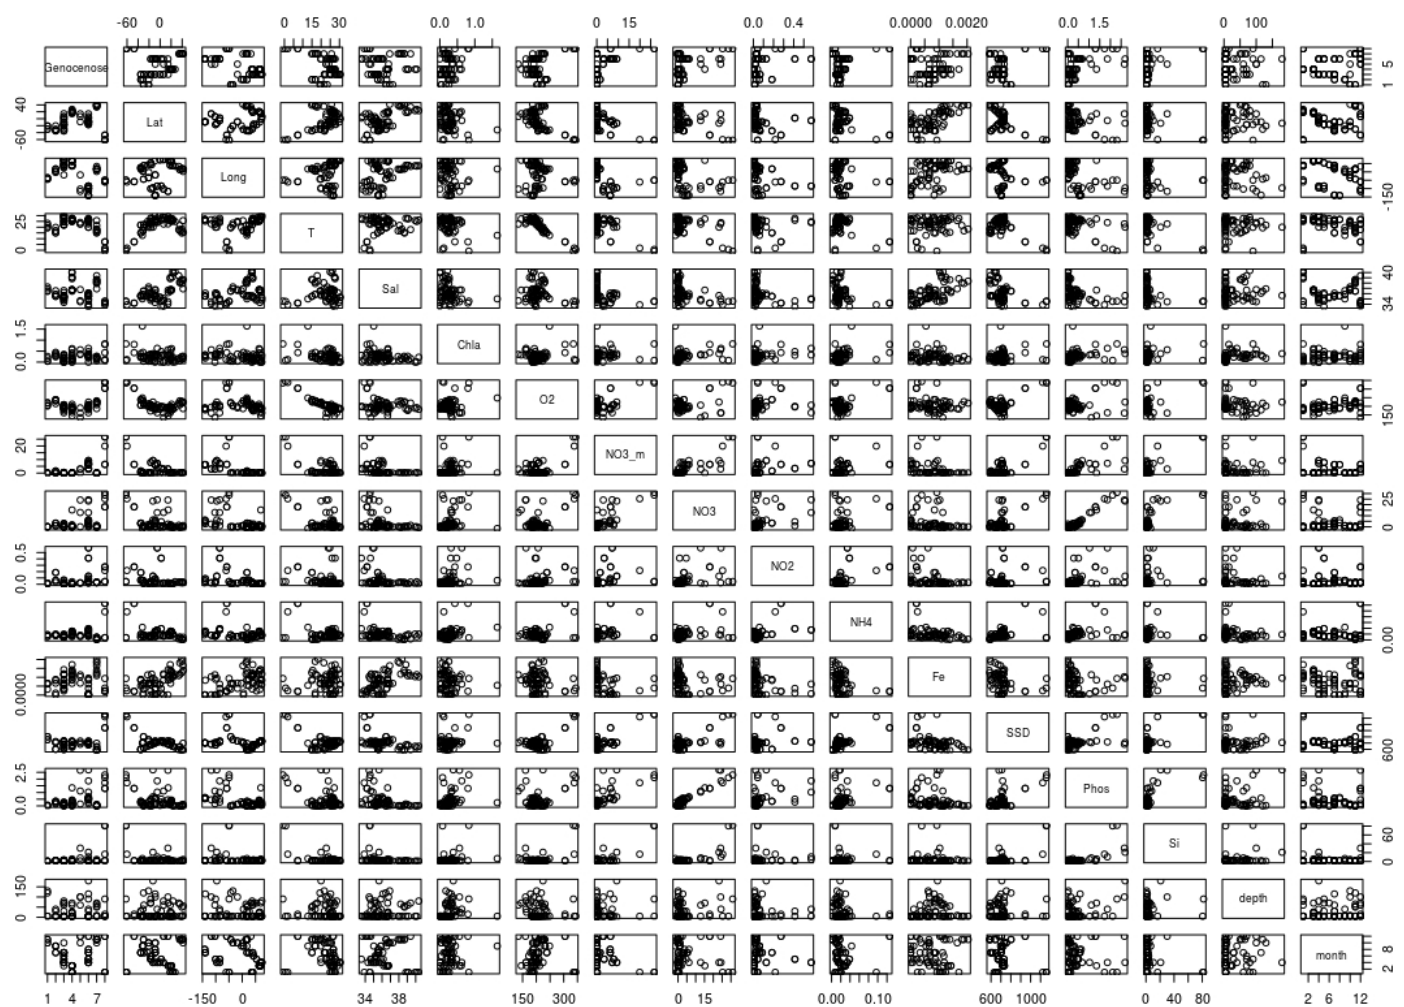 -60 0 0 15 30 0.0 1.0 0 15 0.0 0.4 0.0000 0.0020 0.0 1.5 0 100
Genocenose 1 5
-60 40 Lat
Long -150
0 25 T
Sal 34 40
0.0 1.5 Chla
O2 150
0 20 NO3_m
NO3 0 25
0.0 0.5 NO2
NH4 0.00
0.0000 Fe
SSD 600
0.0 2.5 Phos
Si 0 60
0 150 depth
month 2 8
1 4 7 -150 0 34 38 150 300 0 15 0.00 0.10 600 1000 0 40 80 2 4 6 8 12